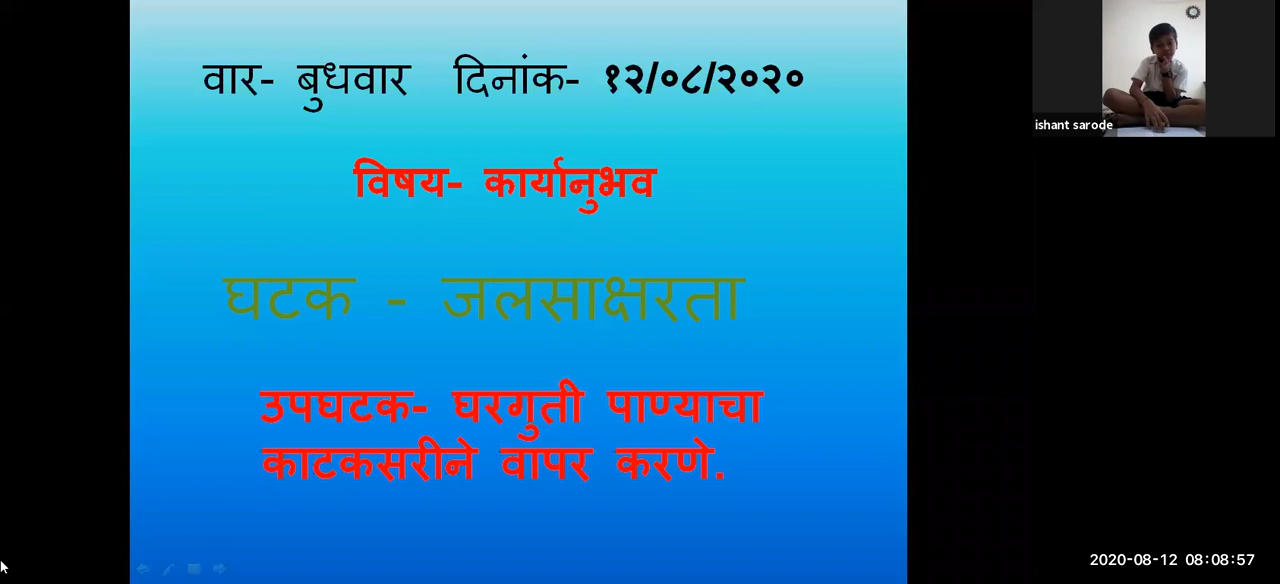 वार- बुधवार दिनांक- १२/०८/२०२०
विषय- कार्यानुभव
घटक - जलसाक्षरता
उपघटक- घरगुती पाण्याचा
काटकसरीने वापर करणे.
ishant sarode
2020-08-12 08:08:57